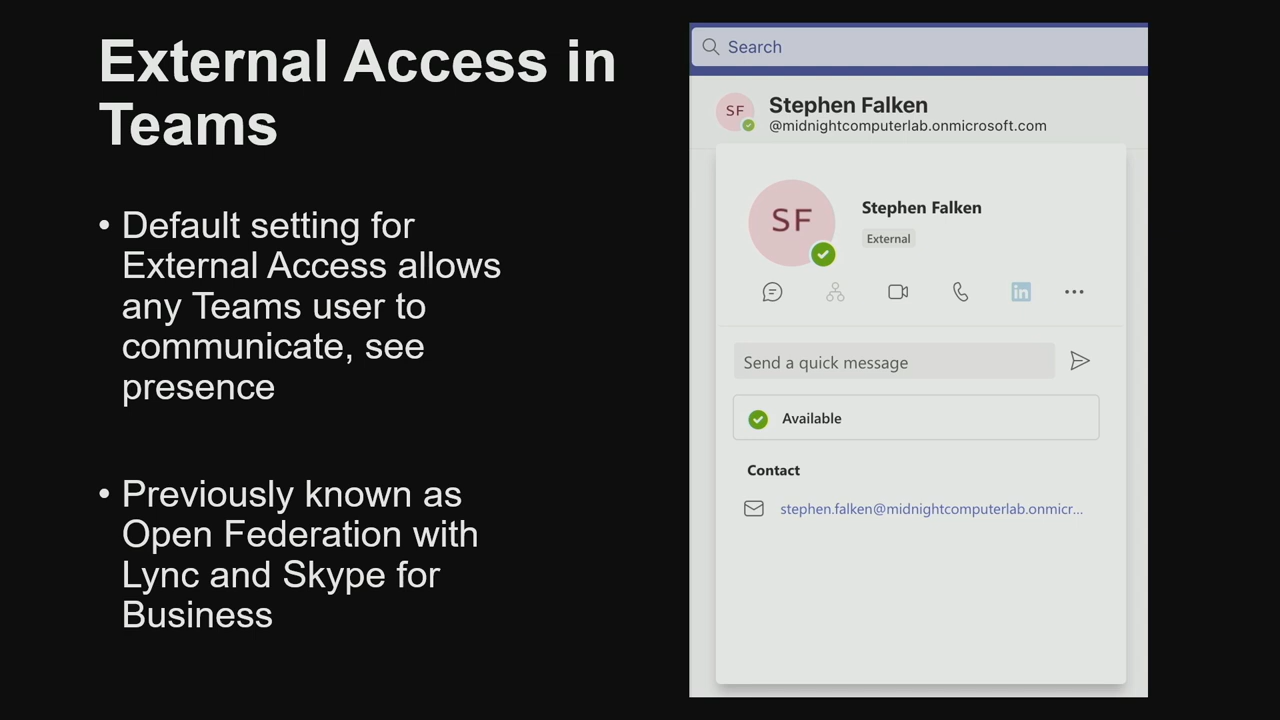 External Access in
Teams
• Default setting for
External Access allows
any Teams user to
communicate, see
presence
• Previously known as
Open Federation with
Lync and Skype for
Business
Search
SF
Stephen Falken
@midnightcomputerlab.onmicrosoft.com
SF
Stephen Falken
External
in
Send a quick message
Available
Contact
stephen.falken@midnightcomputerlab.onmicr...